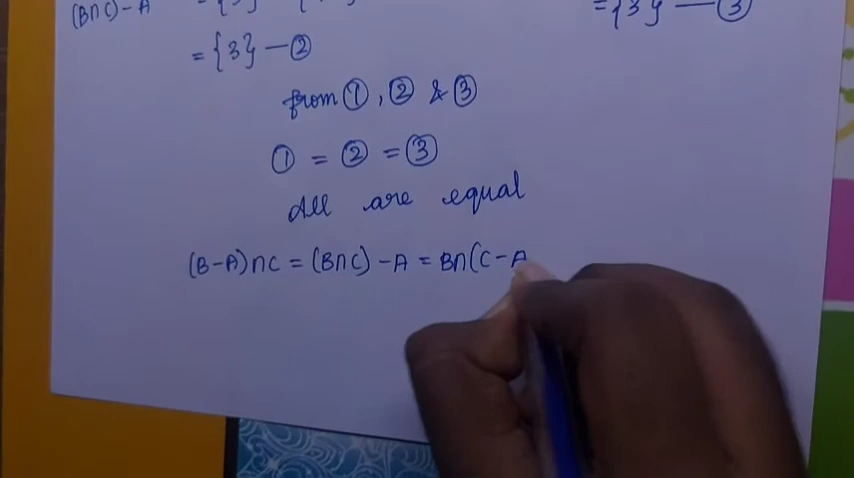 (B∩C)-A
={3} — ③
= {3} — ②
from ①, ② & ③
① = ② = ③
All are equal
(B-A)∩C = (B∩C) -A = B∩(C-A